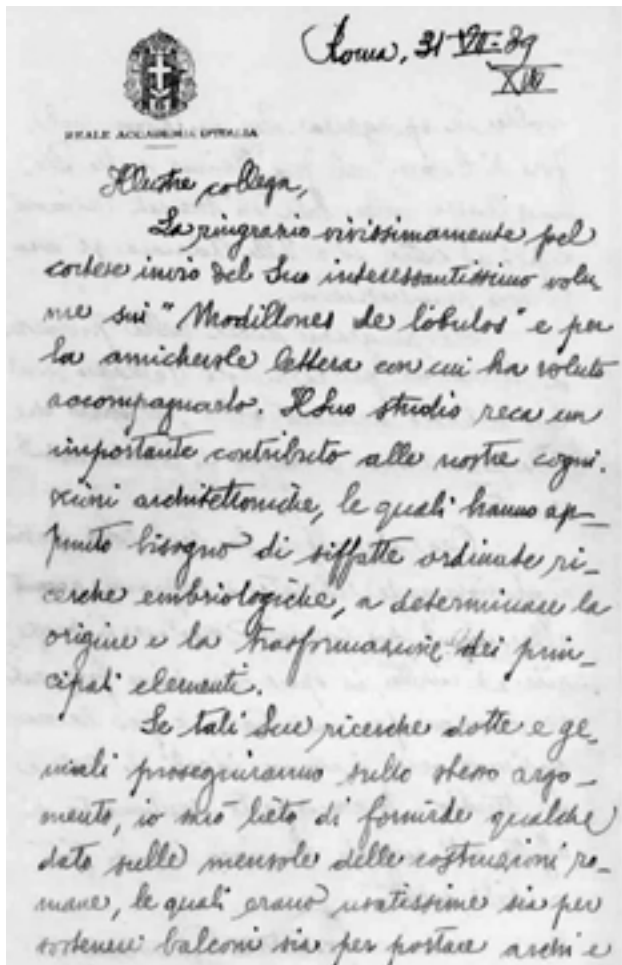 Roma, 31 VII - 39
XVII
REALE ACCADEMIA D'ITALIA
Illustre collega,
La ringrazio vivissimamente pel
cortese invio del Suo interessantissimo volu
me sui "Modillones de lóbulos" e per
la amichevole lettera con cui ha voluto
accompagnarlo. Il Suo studio reca un
importante contributo alle nostre cogni-
zioni architettoniche, le quali hanno ap-
punto bisogno di siffatte ordinate ri-
cerche embriologiche, a determinare la
origine e la trasformazione dei prin-
cipali elementi.
Se tali Sue ricerche dotte e ge-
niali proseguiranno sullo stesso argo-
mento, io sarò lieto di fornirle qualche
dato sulle mensole delle costruzioni ro-
mane, le quali erano usatissime sia per
sostenere balconi sia per portare archi e